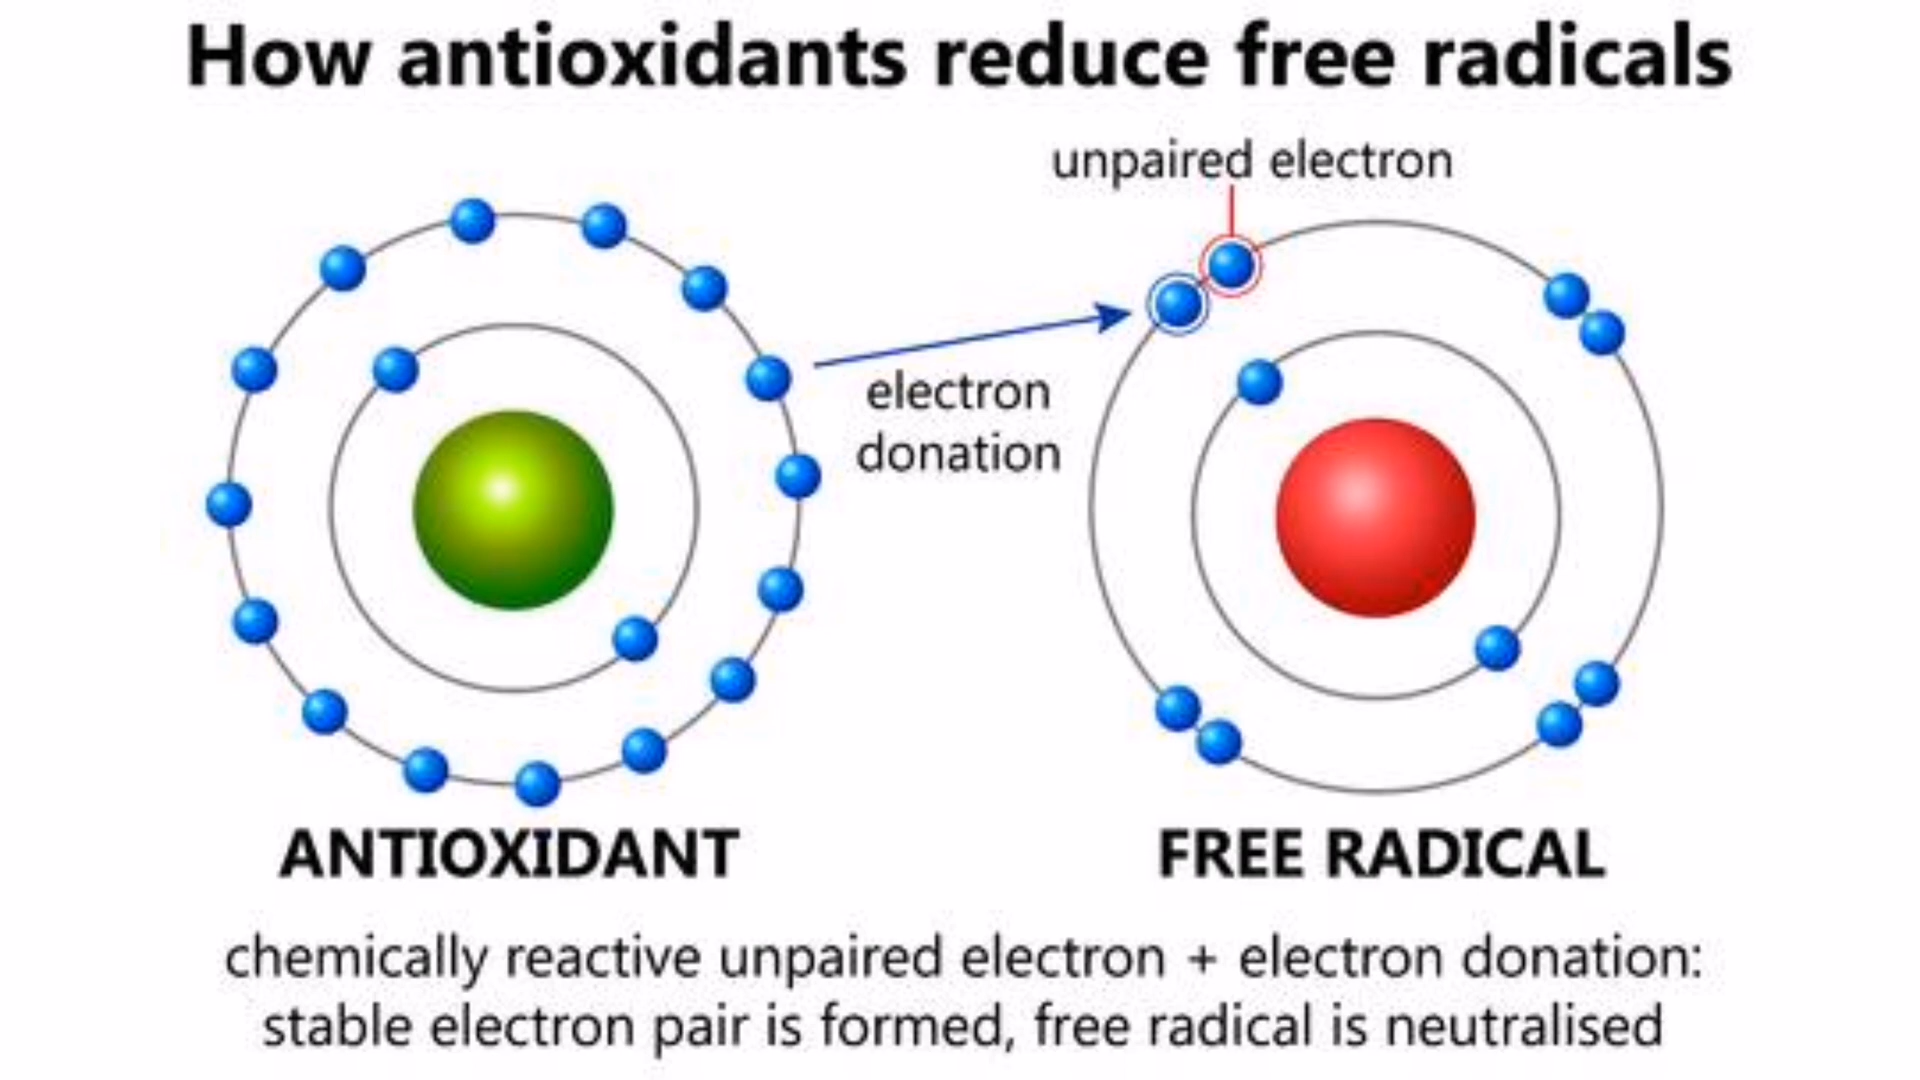 How antioxidants reduce free radicals
unpaired electron
electron
donation
ANTIOXIDANT
FREE RADICAL
chemically reactive unpaired electron + electron donation:
stable electron pair is formed, free radical is neutralised